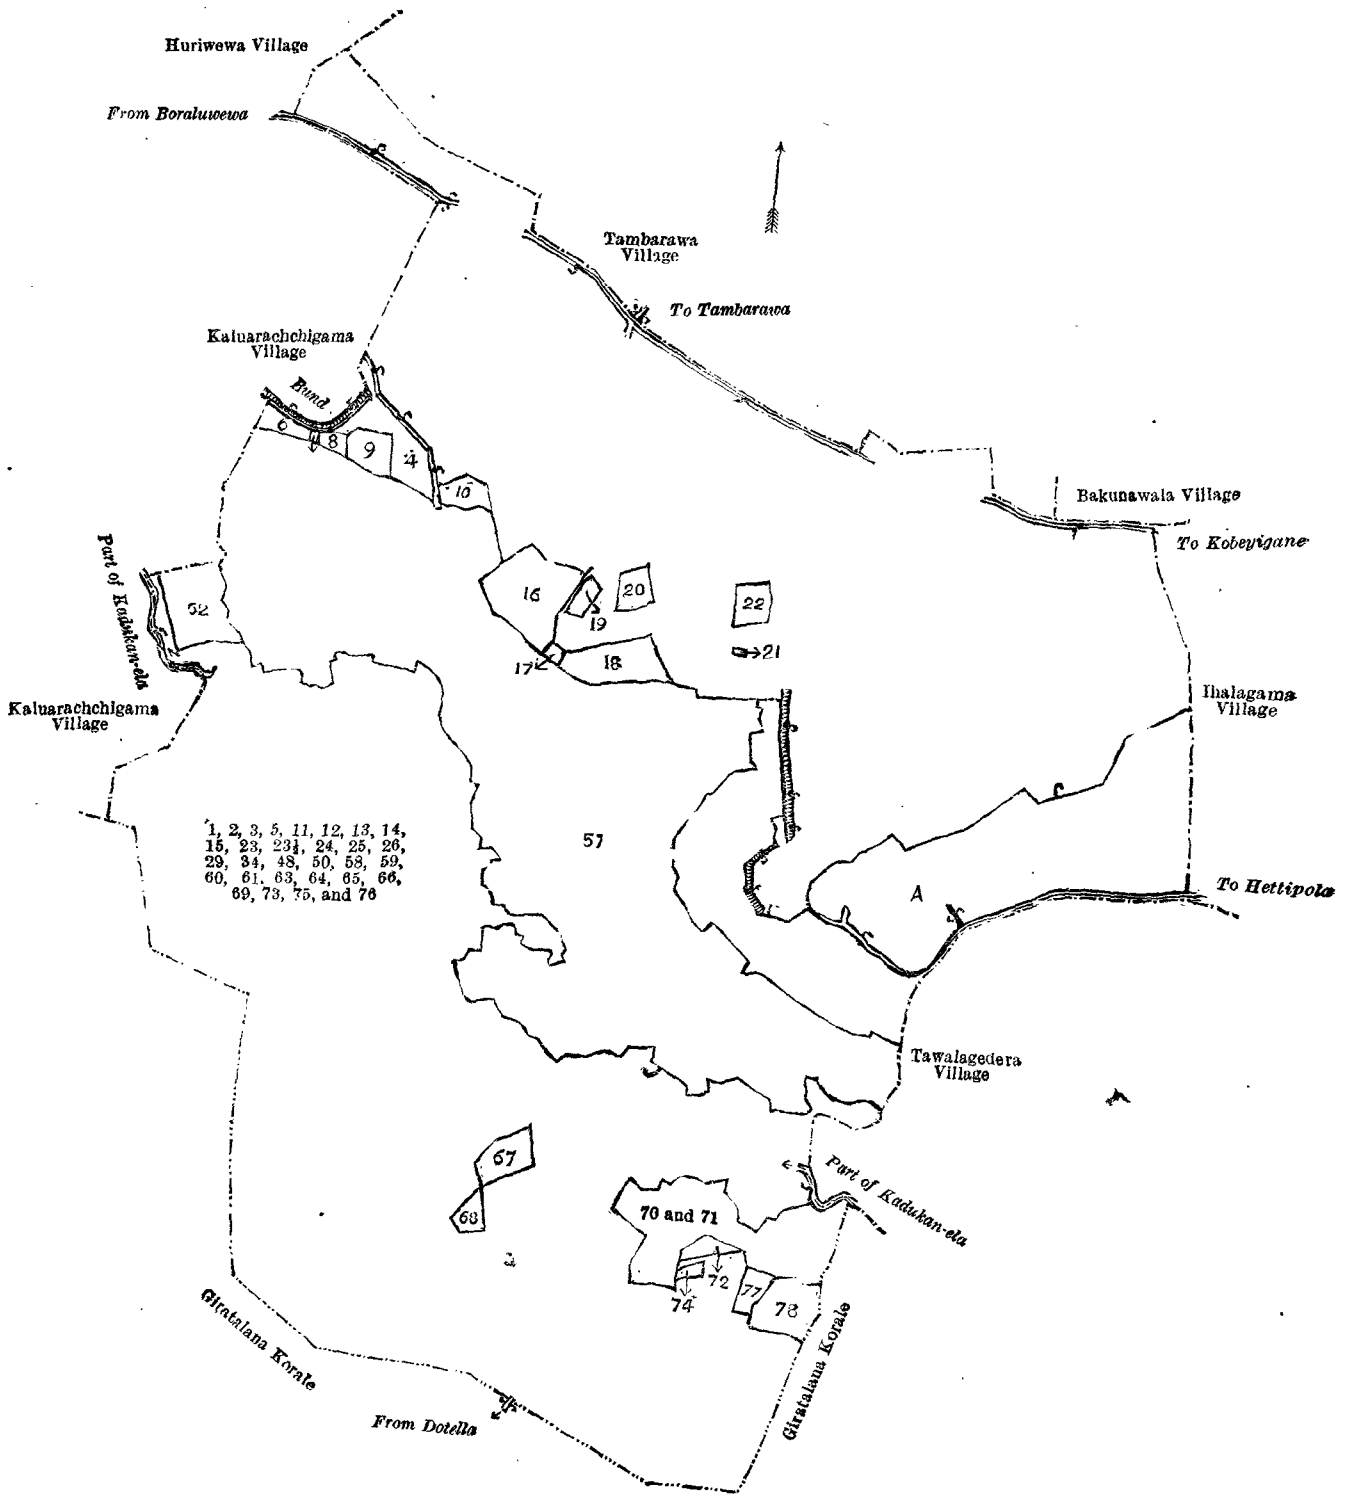 Huriwewa Village
From Boraluwewa
Tambarawa
Village
To Tambarawa
Kaluarachchigama
Village
Bund
6
8
9
4
10
Bakunawala Village
To Kobeyigane
Part of Kadukan-ela
52
16
19
20
22
17
18
21
Ihalagama
Village
Kaluarachchigama
Village
1, 2, 3, 5, 11, 12, 13, 14,
15, 23, 23½, 24, 25, 26,
29, 34, 48, 50, 58, 59,
60, 61, 63, 64, 65, 66,
69, 73, 75, and 76
57
A
To Hettipola
Tawalagedera
Village
67
68
Part of Kadukan-ela
70 and 71
72
74
77
78
Giratalana Korale
Giratalana Korale
From Dotella